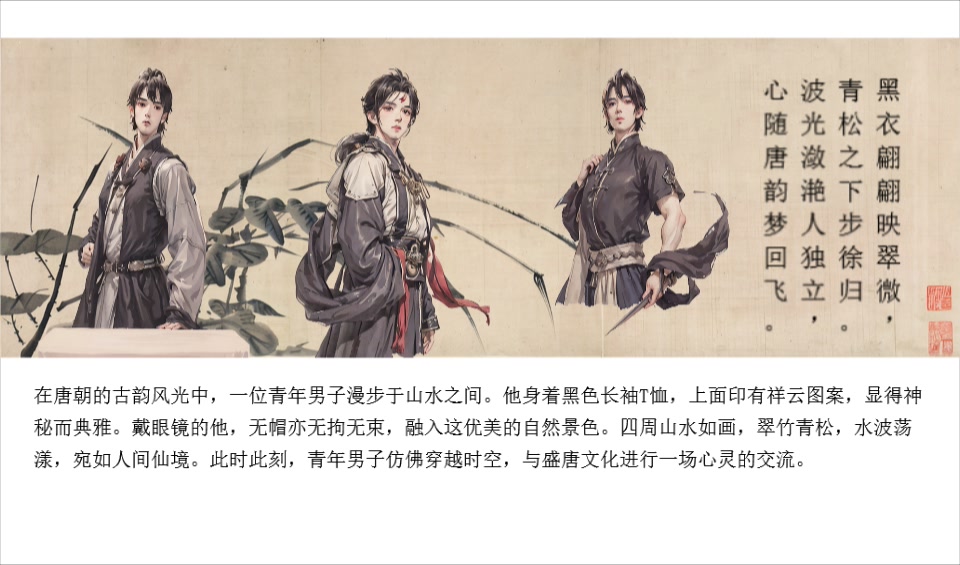 黑衣翩翩映翠微，
青松之下步徐归。
波光潋滟人独立，
心随唐韵梦回飞。
在唐朝的古韵风光中，一位青年男子漫步于山水之间。他身着黑色长袖T恤，上面印有祥云图案，显得神
秘而典雅。戴眼镜的他，无帽亦无拘无束，融入这优美的自然景色。四周山水如画，翠竹青松，水波荡
漾，宛如人间仙境。此时此刻，青年男子仿佛穿越时空，与盛唐文化进行一场心灵的交流。